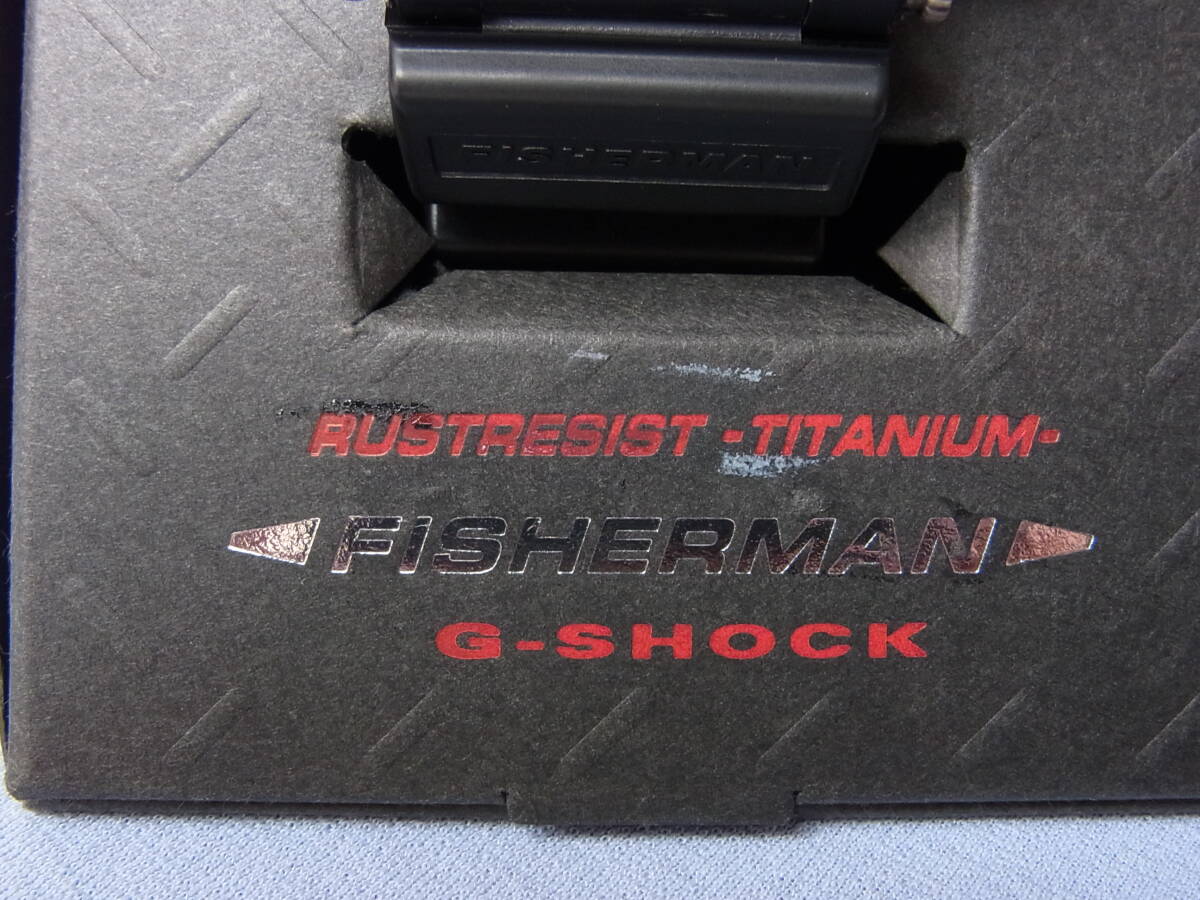 FISHERMAN
RUSTRESIST -TITANIUM-
FiSHERMAN
G-SHOCK